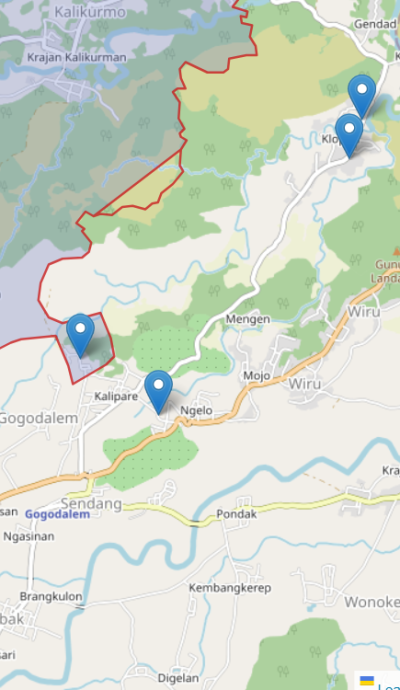 Kalikurmo
Gendad
Krajan Kalikurman
K
Klop
Gunu
Landa
Wiru
Mengen
Mojo
Wiru
Kalipare
Ngelo
Gogodalem
Kra
Sendang
san
Gogodalem
Pondak
Ngasinan
Kembangkerep
Brangkulon
Wonoke
bak
sari
Digelan
Lea